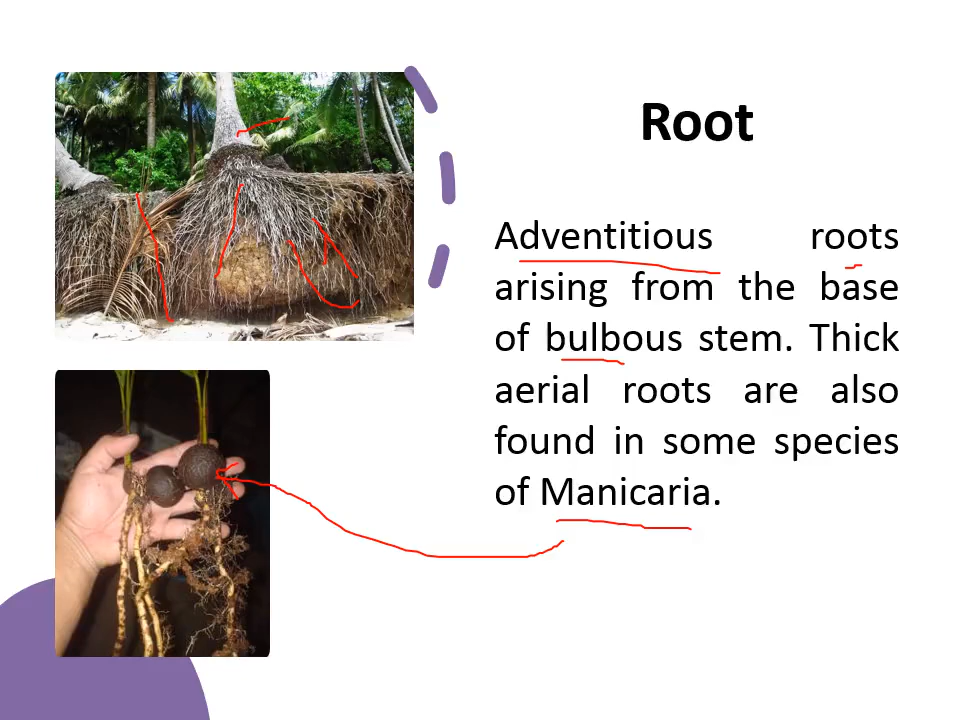 Root
Adventitious roots
arising from the base
of bulbous stem. Thick
aerial roots are also
found in some species
of Manicaria.